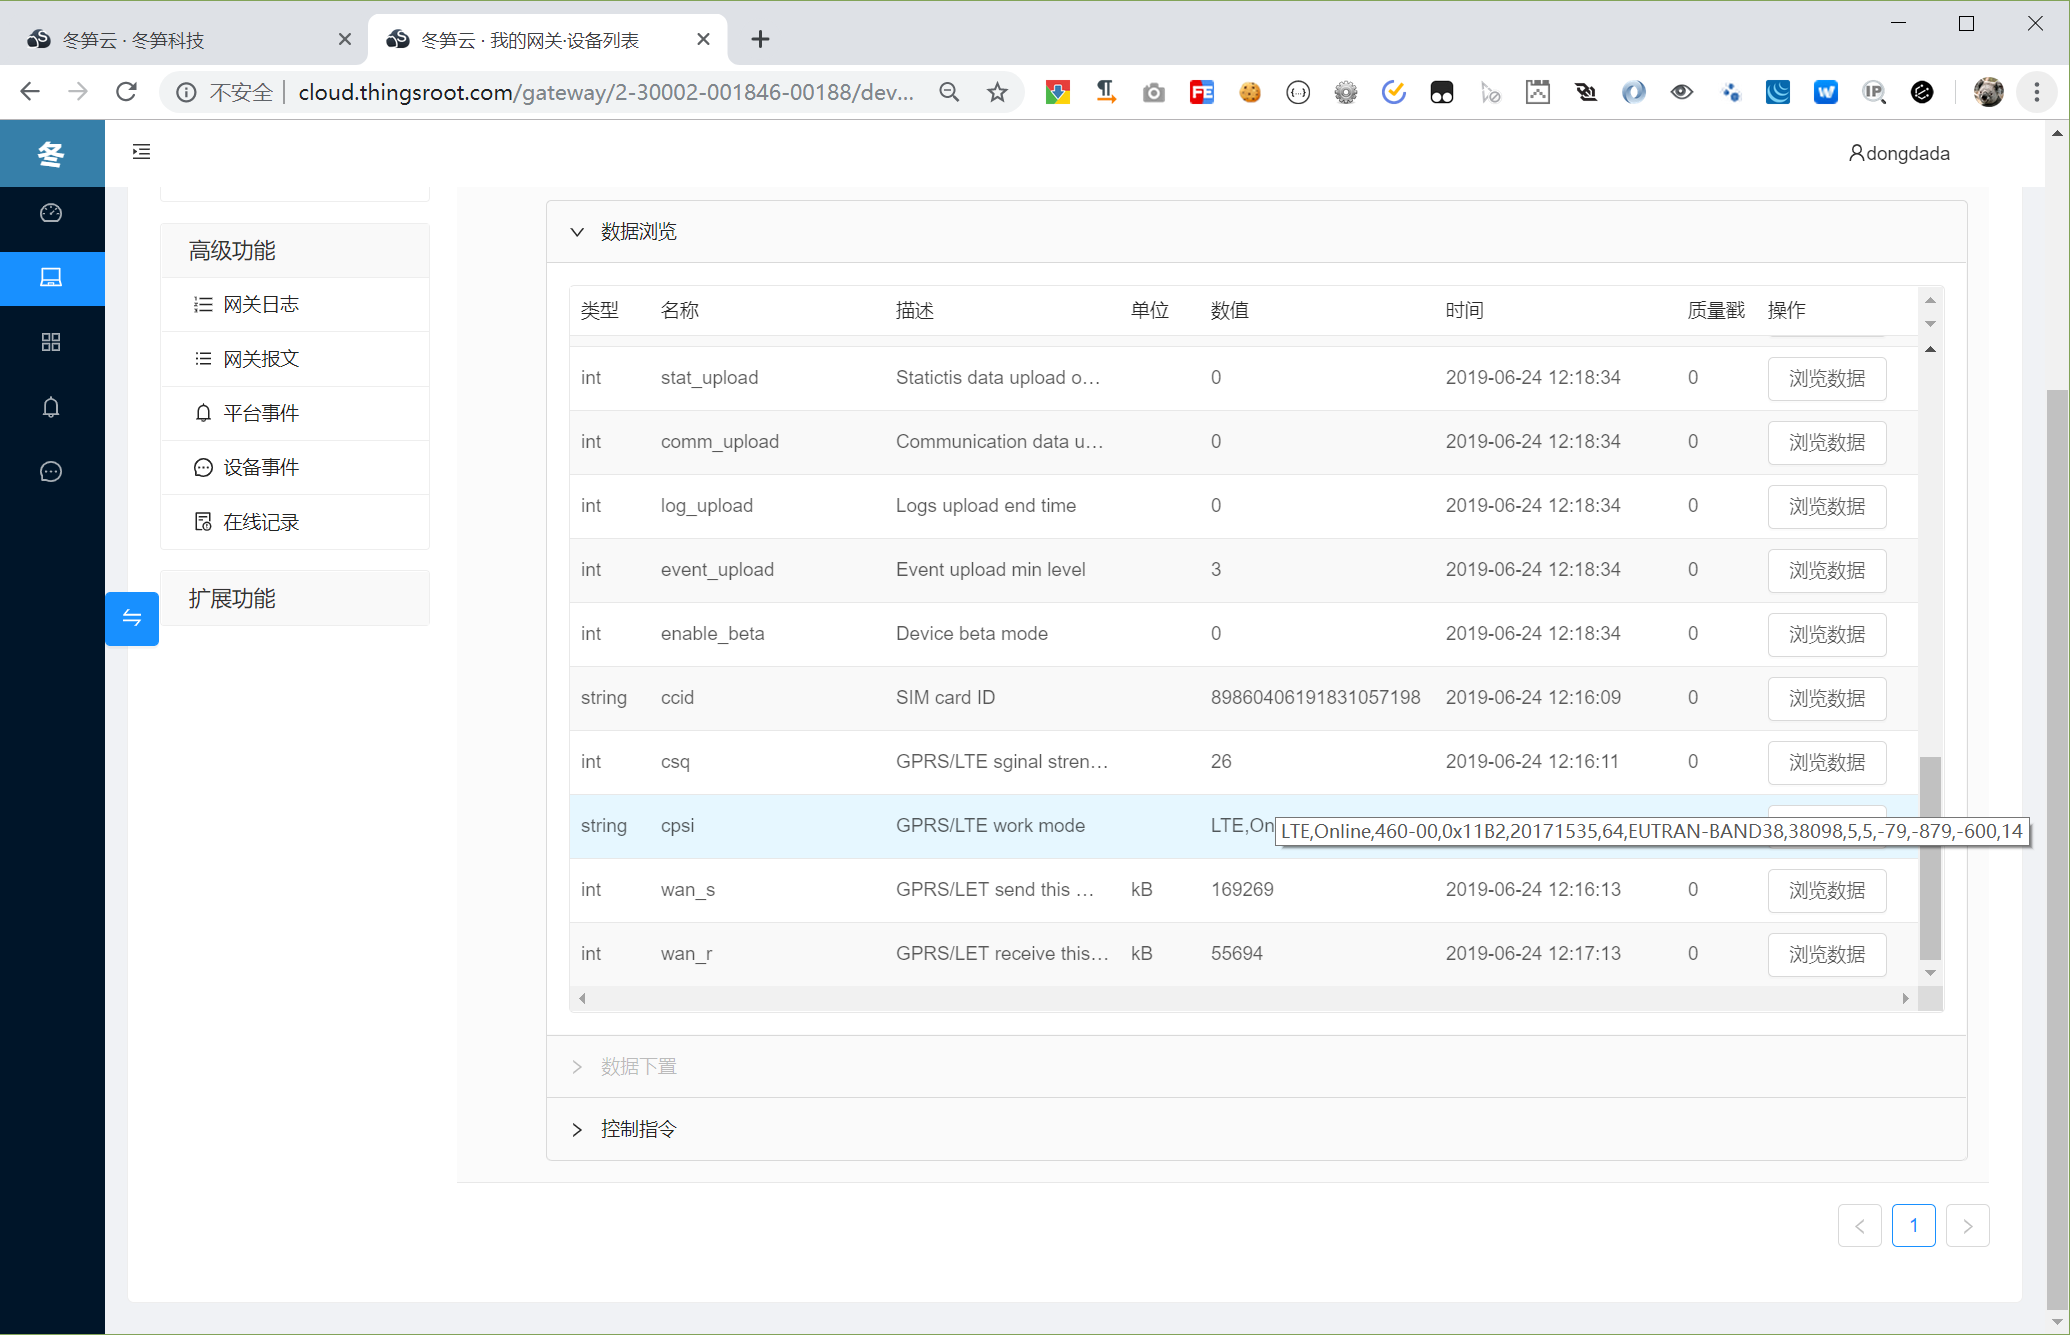 冬笋云 · 冬笋科技
冬笋云 · 我的网关·设备列表
不安全 cloud.thingsroot.com/gateway/2-30002-001846-00188/dev...
冬
dongdada
高级功能
网关日志
网关报文
平台事件
设备事件
在线记录
扩展功能
数据浏览
类型 名称 描述 单位 数值 时间 质量戳 操作
int stat_upload Statictis data upload o... 0 2019-06-24 12:18:34 0 浏览数据
int comm_upload Communication data u... 0 2019-06-24 12:18:34 0 浏览数据
int log_upload Logs upload end time 0 2019-06-24 12:18:34 0 浏览数据
int event_upload Event upload min level 3 2019-06-24 12:18:34 0 浏览数据
int enable_beta Device beta mode 0 2019-06-24 12:18:34 0 浏览数据
string ccid SIM card ID 89860406191831057198 2019-06-24 12:16:09 0 浏览数据
int csq GPRS/LTE sginal stren... 26 2019-06-24 12:16:11 0 浏览数据
string cpsi GPRS/LTE work mode LTE,On
LTE,Online,460-00,0x11B2,20171535,64,EUTRAN-BAND38,38098,5,5,-79,-879,-600,14
int wan_s GPRS/LET send this ... kB 169269 2019-06-24 12:16:13 0 浏览数据
int wan_r GPRS/LET receive this... kB 55694 2019-06-24 12:17:13 0 浏览数据
数据下置
控制指令
1